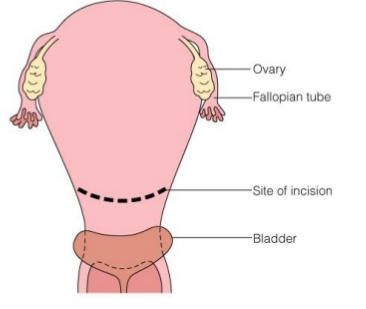 Ovary
Fallopian tube
Site of incision
Bladder